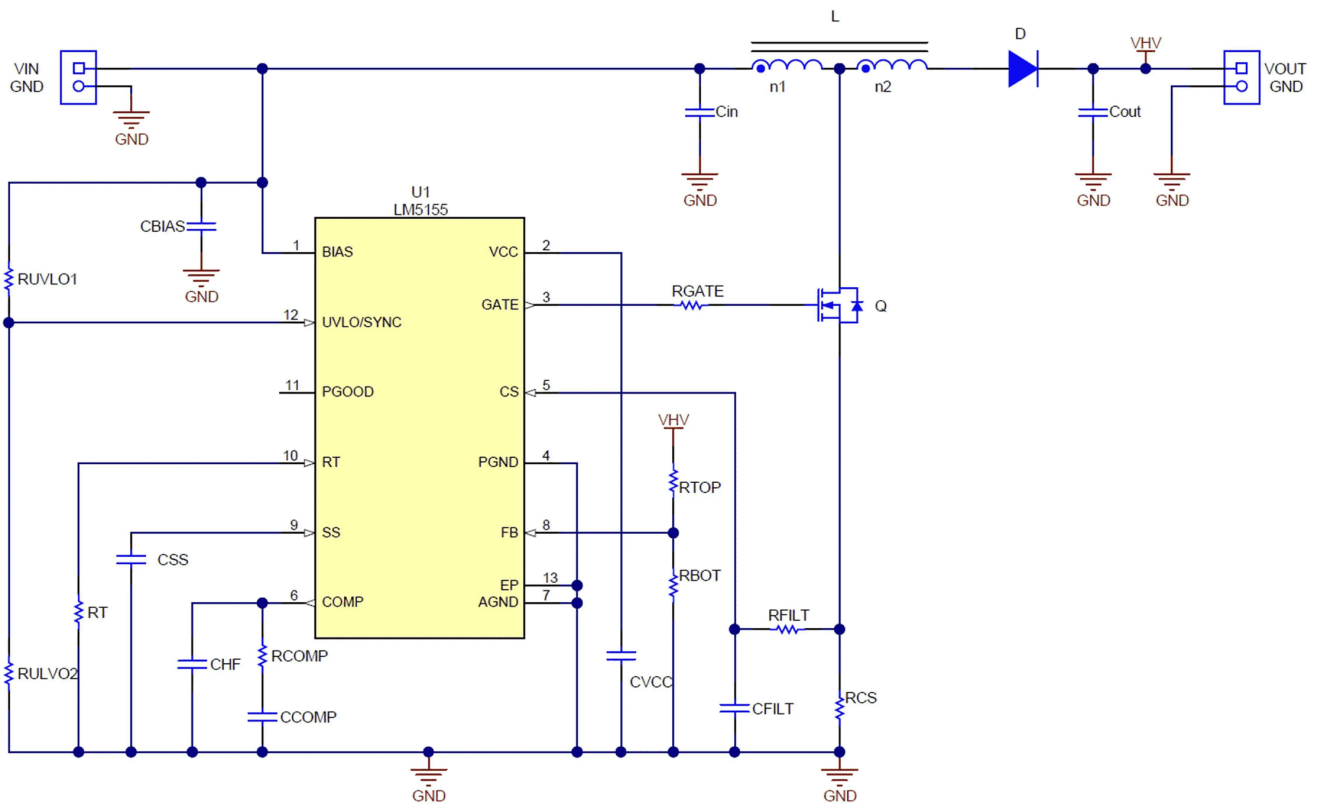 L
D
VHV
VIN
GND
VOUT
GND
n1
n2
Cin
Cout
GND
GND
GND
GND
U1
LM5155
CBIAS
1
BIAS
VCC
2
RUVLO1
GND
RGATE
GATE
3
Q
12
UVLO/SYNC
11
PGOOD
CS
5
VHV
10
RT
PGND
4
RTOP
9
SS
FB
8
CSS
RBOT
EP
13
6
COMP
AGND
7
RT
RFILT
CHF
RCOMP
RULVO2
CVCC
RCS
CCOMP
CFILT
GND
GND